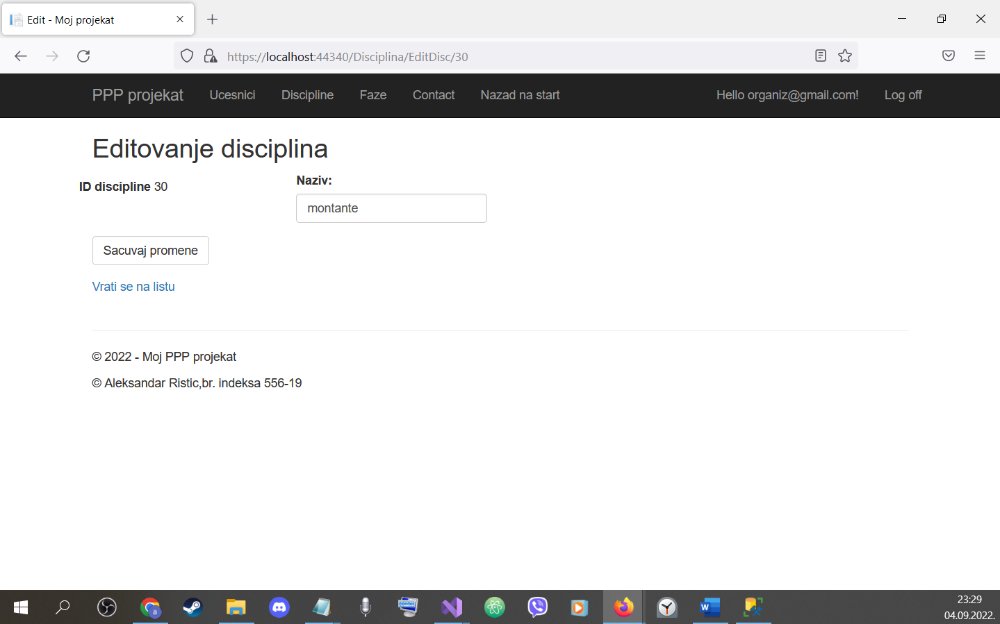 Edit - Moj projekat
https://localhost:44340/Disciplina/EditDisc/30
PPP projekat Ucesnici Discipline Faze Contact Nazad na start Hello organiz@gmail.com! Log off
Editovanje disciplina
ID discipline 30
Naziv:
montante
Sacuvaj promene
Vrati se na listu
© 2022 - Moj PPP projekat
© Aleksandar Ristic,br. indeksa 556-19
23:29
04.09.2022.